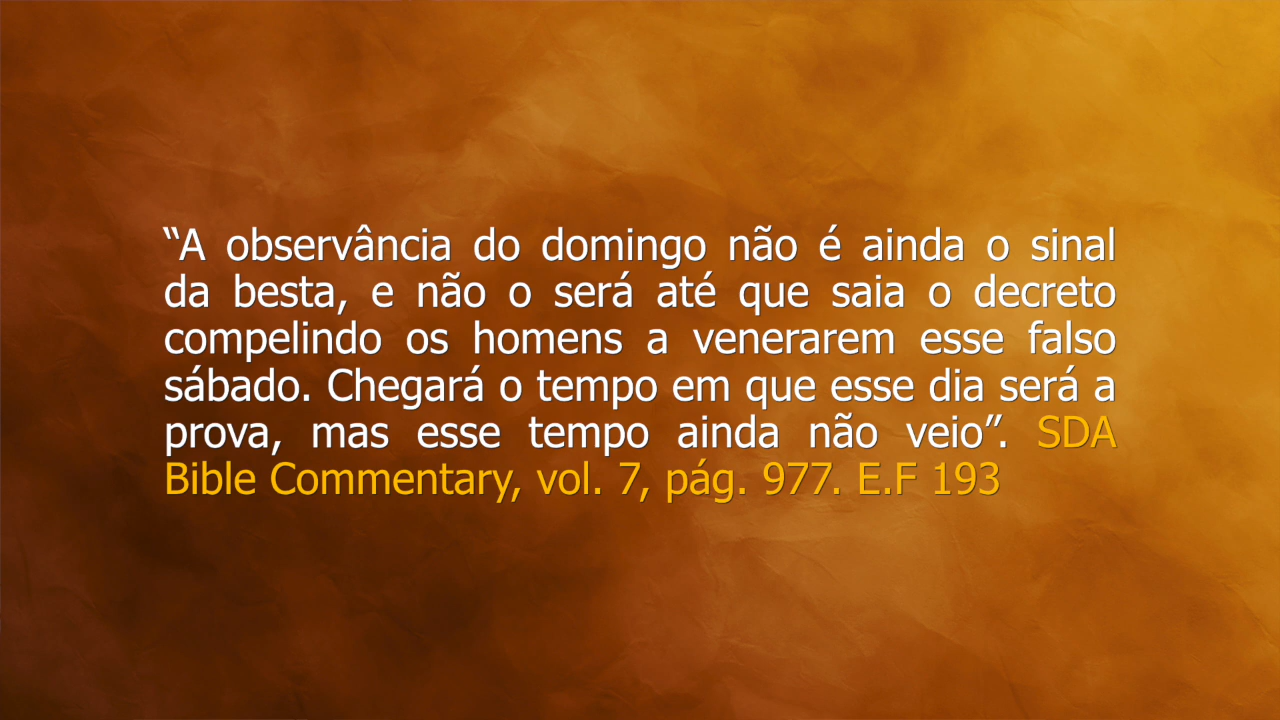 “A observância do domingo não é ainda o sinal
da besta, e não o será até que saia o decreto
compelindo os homens a venerarem esse falso
sábado. Chegará o tempo em que esse dia será a
prova, mas esse tempo ainda não veio”. SDA
Bible Commentary, vol. 7, pág. 977. E.F 193